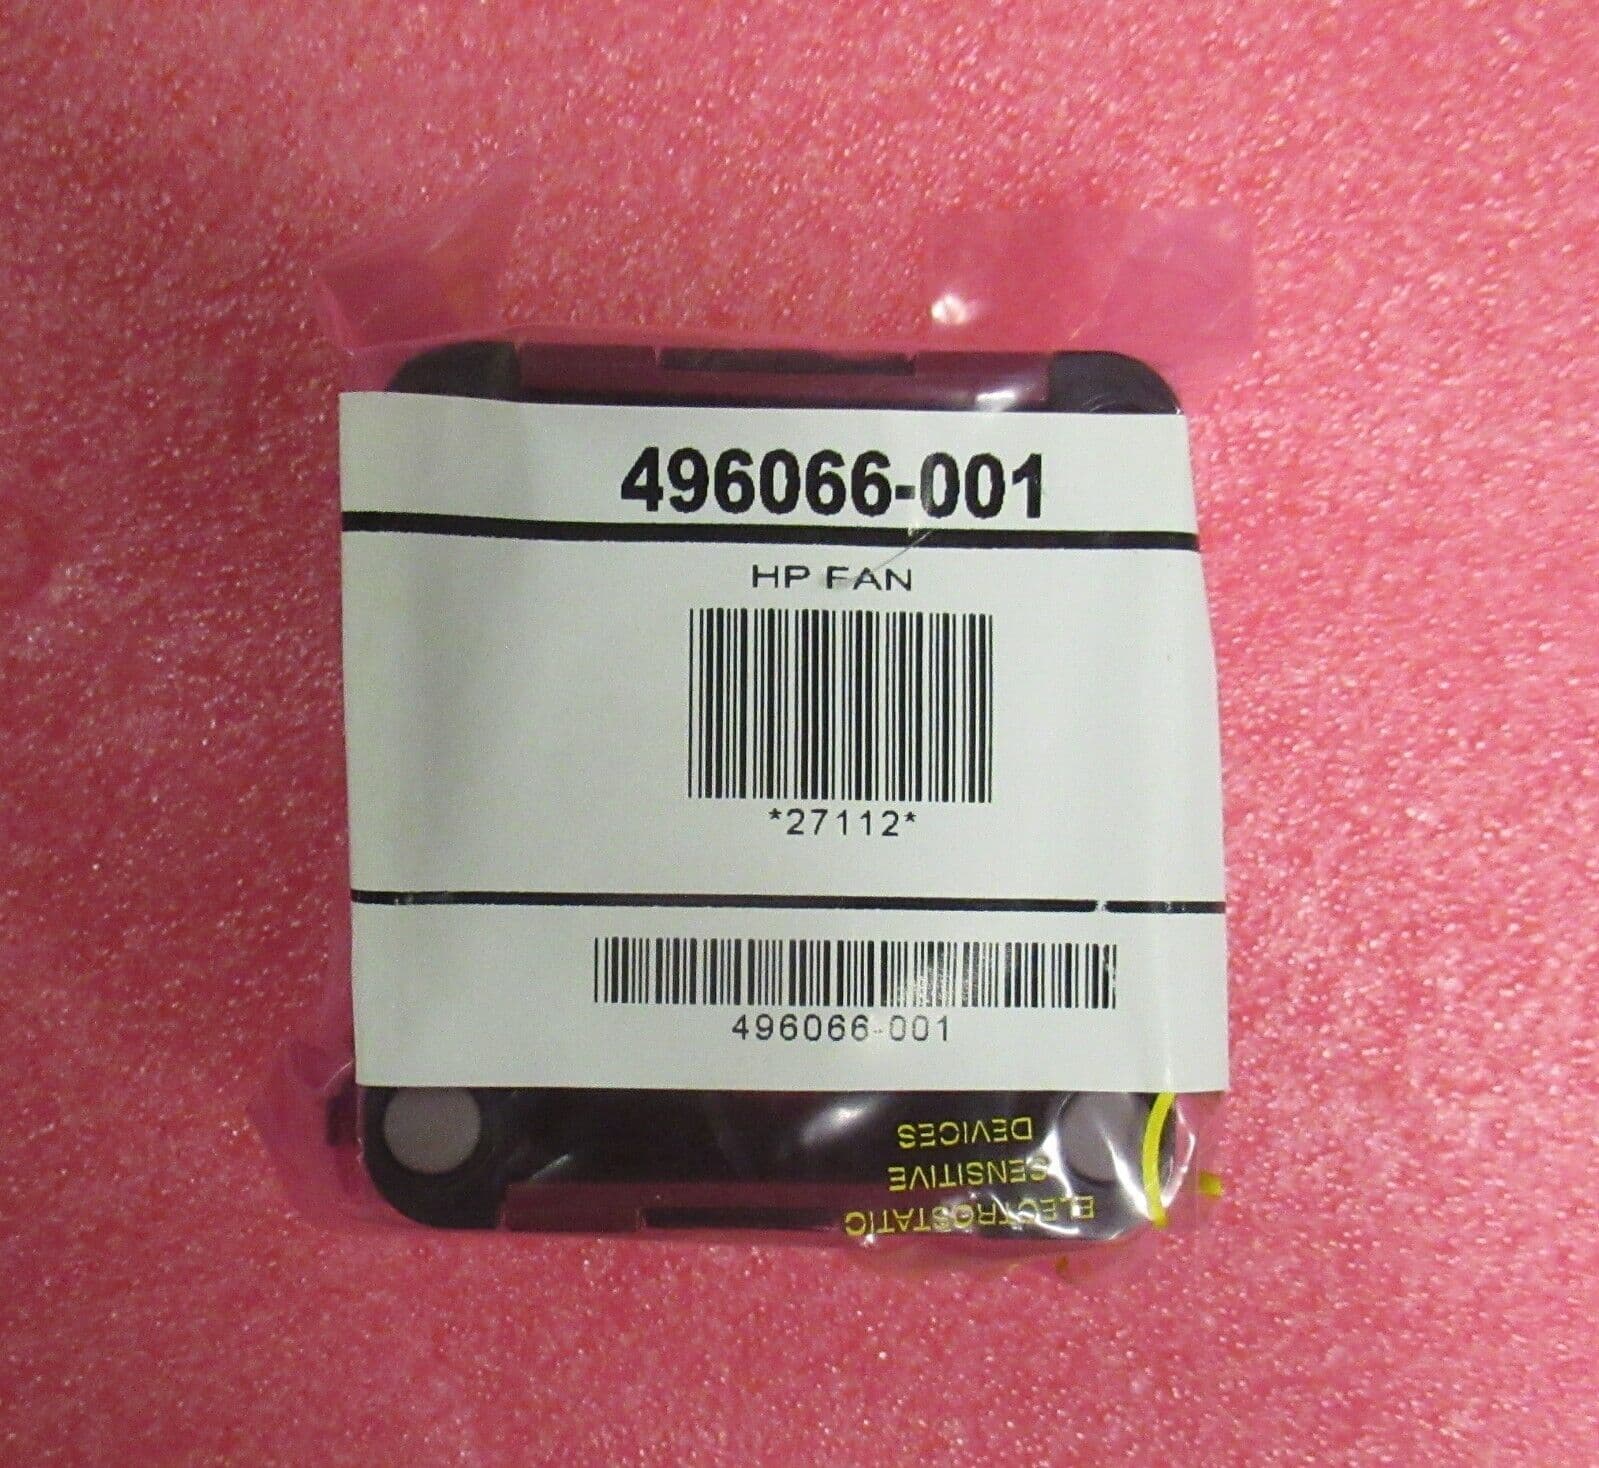 496066-001
HP FAN
*27112*
496066-001
ELECTROSTATIC
SENSITIVE
DEVICES